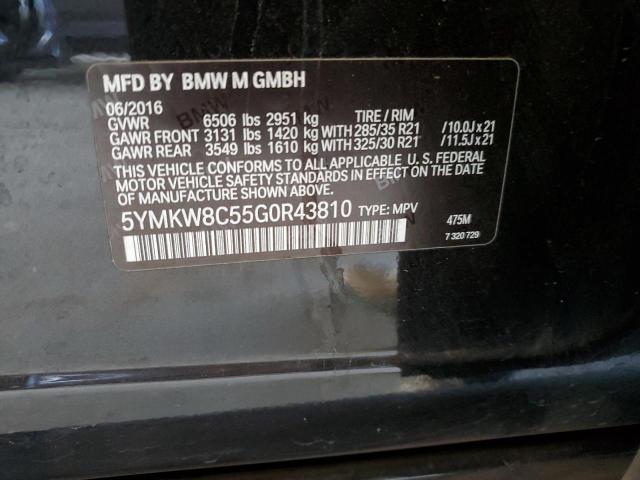 MFD BY BMW M GMBH
06/2016 TIRE / RIM
GVWR 6506 lbs 2951 kg
GAWR FRONT 3131 lbs 1420 kg WITH 285/35 R21 /10.0J x 21
GAWR REAR 3549 lbs 1610 kg WITH 325/30 R21 /11.5J x 21
THIS VEHICLE CONFORMS TO ALL APPLICABLE U. S. FEDERAL
MOTOR VEHICLE SAFETY STANDARDS IN EFFECT ON THE DATE
OF MANUFACTURE SHOWN ABOVE.
5YMKW8C55G0R43810 TYPE: MPV 475M
7 320 729